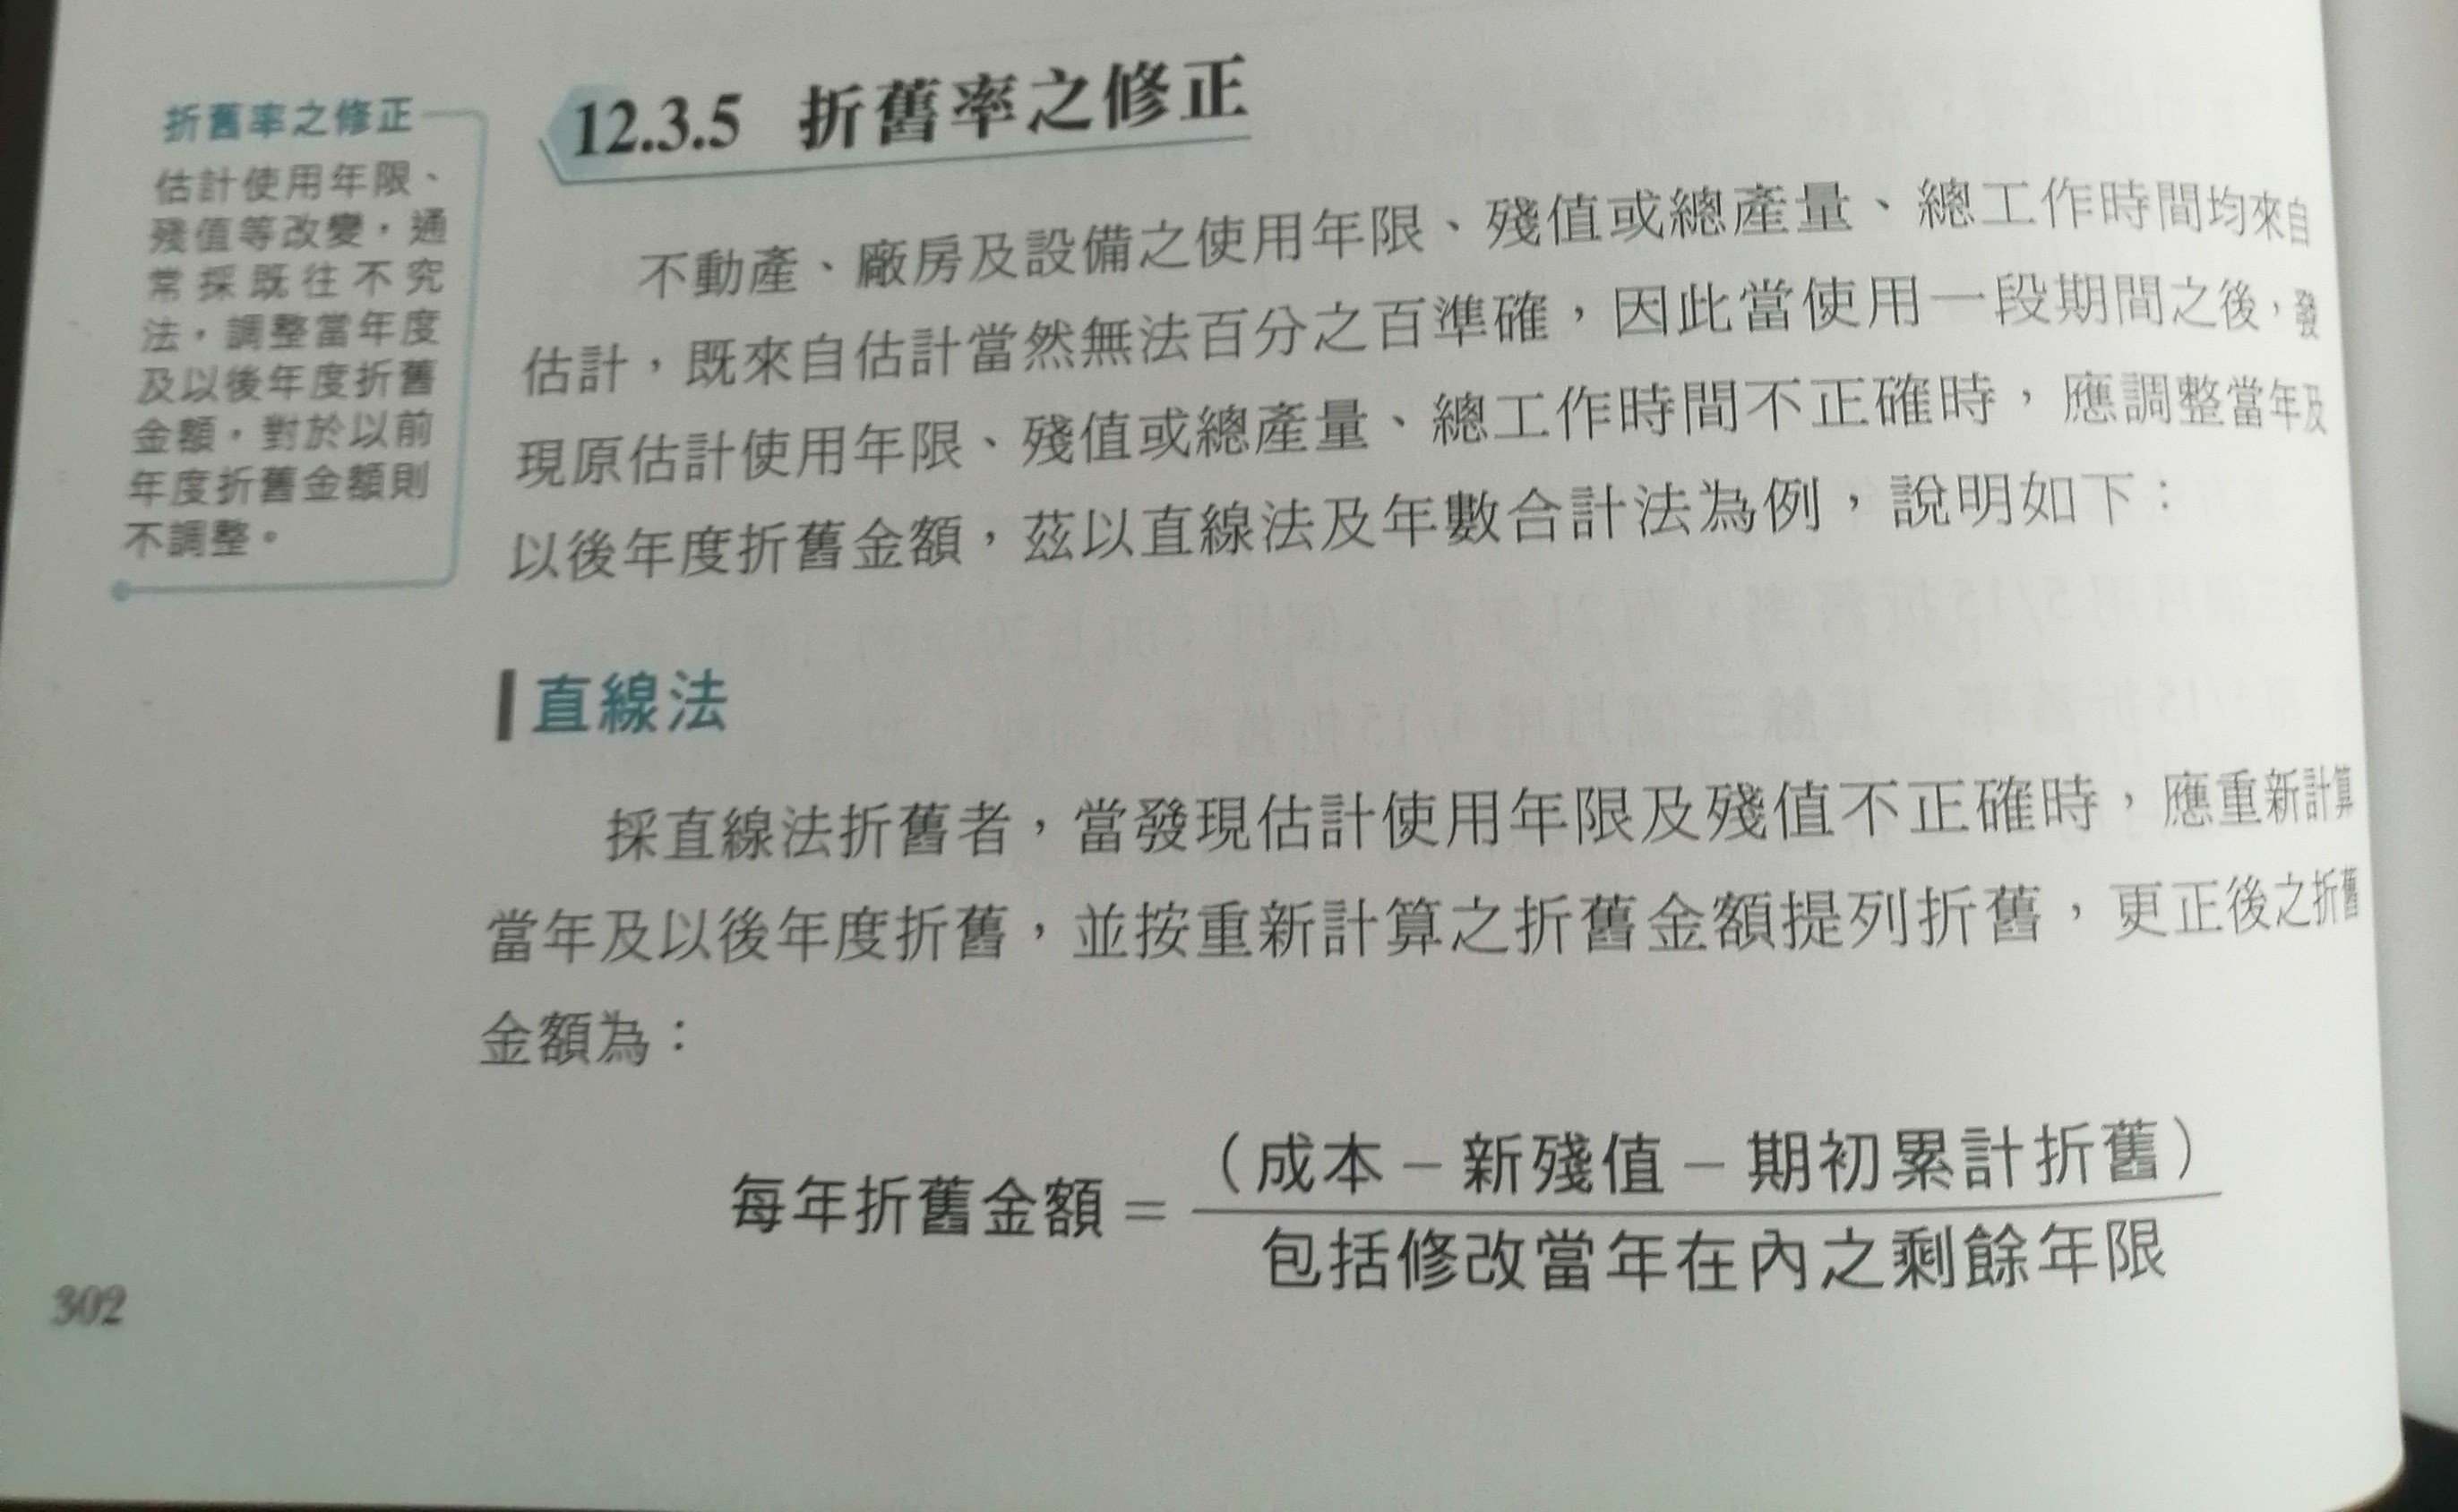 折舊率之修正
估計使用年限、
殘值等改變，通
常採既往不究
法，調整當年度
及以後年度折舊
金額，對於以前
年度折舊金額則
不調整。
12.3.5 折舊率之修正
不動產、廠房及設備之使用年限、殘值或總產量、總工作時間均來自
估計，既來自估計當然無法百分之百準確，因此當使用一段期間之後，發
現原估計使用年限、殘值或總產量、總工作時間不正確時，應調整當年及
以後年度折舊金額，茲以直線法及年數合計法為例，說明如下：
直線法
採直線法折舊者，當發現估計使用年限及殘值不正確時，應重新計算
當年及以後年度折舊，並按重新計算之折舊金額提列折舊，更正後之折舊
金額為：
（成本－新殘值－期初累計折舊）
每年折舊金額＝
包括修改當年在內之剩餘年限
302